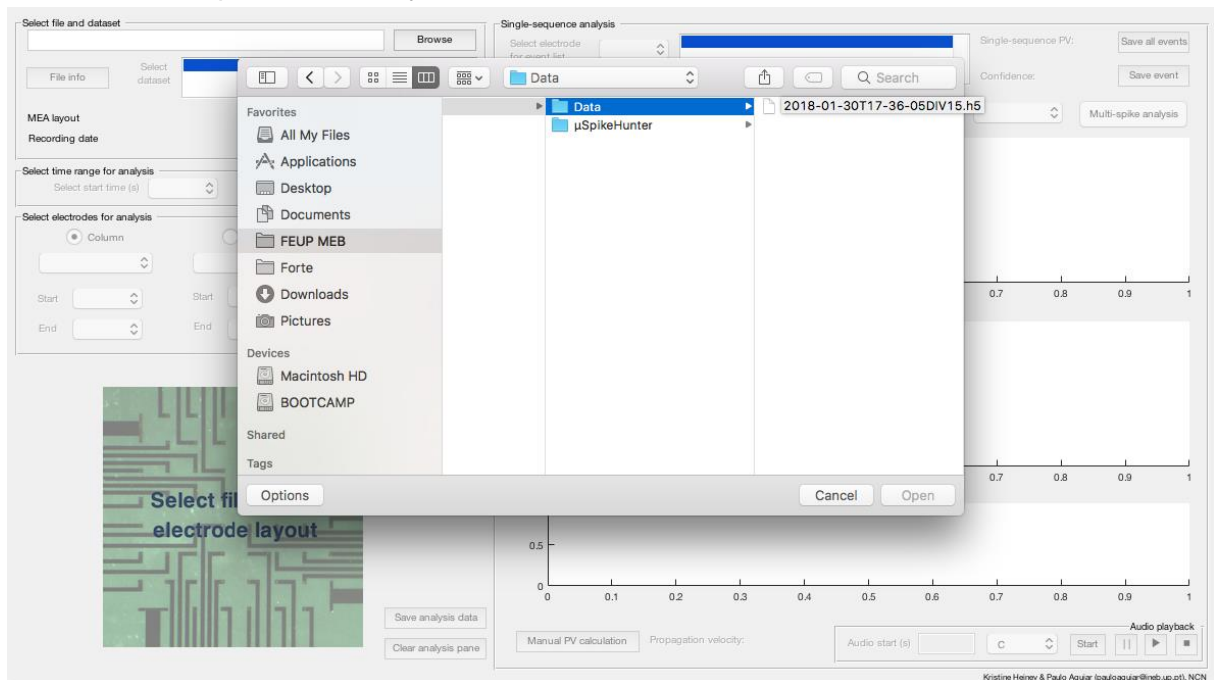 Select file and dataset
Browse
File info
Select
dataset
MEA layout
Recording date
Select time range for analysis
Select start time (s)
Select electrodes for analysis
Column
Start
Start
End
End
Select fil
electrode layout
Save analysis data
Clear analysis pane
Single-sequence analysis
Select electrode
for event list
Single-sequence PV:
Save all events
Confidence:
Save event
Multi-spike analysis
Data
Search
Favorites
All My Files
Applications
Desktop
Documents
FEUP MEB
Forte
Downloads
Pictures
Devices
Macintosh HD
BOOTCAMP
Shared
Tags
Data
µSpikeHunter
2018-01-30T17-36-05DIV15.h5
Options
Cancel
Open
0.7 0.8 0.9 1
0.7 0.8 0.9 1
0.5
0
0 0.1 0.2 0.3 0.4 0.5 0.6 0.7 0.8 0.9 1
Manual PV calculation
Propagation velocity:
Audio playback
Audio start (s)
C
Start
Kristine Heiney & Paulo Aguiar (pauloaguiar@ineb.up.pt), NCN